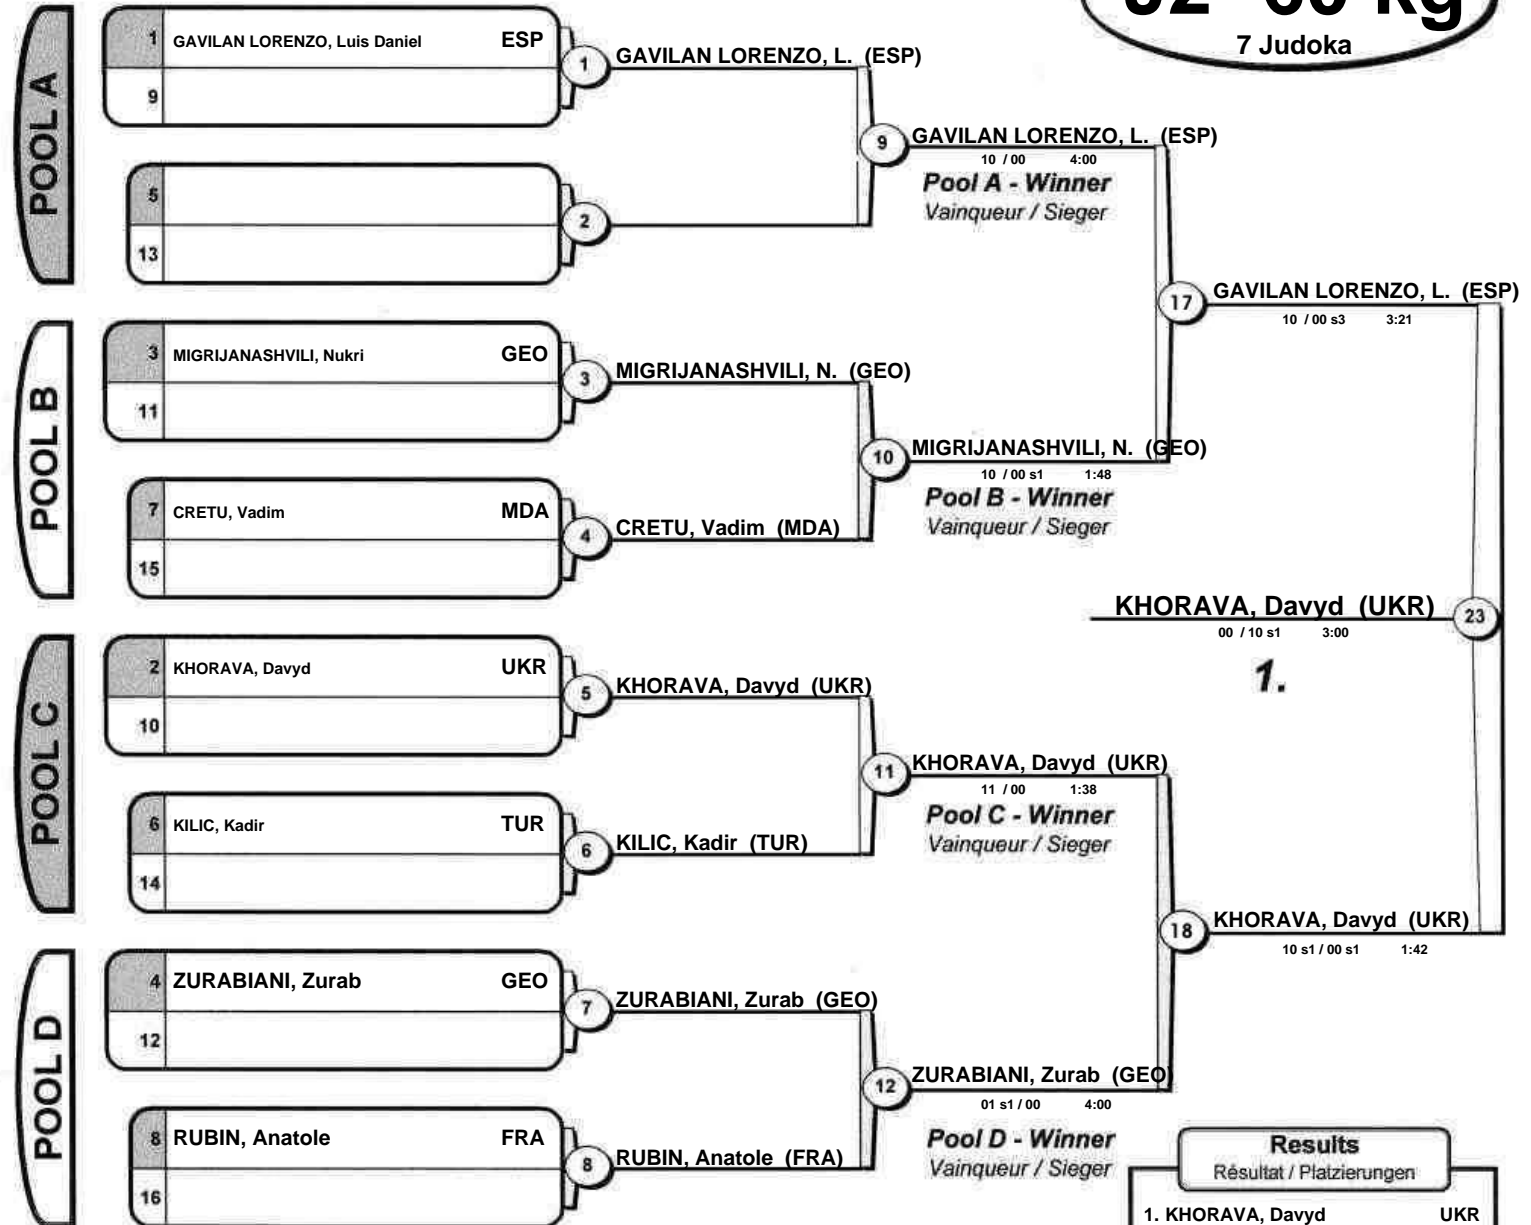 7 Judoka
POOL A
1 GAVILAN LORENZO, Luis Daniel ESP
9
5
13
1 GAVILAN LORENZO, L. (ESP)
2
9 GAVILAN LORENZO, L. (ESP)
10 / 00 4:00
Pool A - Winner
Vainqueur / Sieger
POOL B
3 MIGRIJANASHVILI, Nukri GEO
11
7 CRETU, Vadim MDA
15
3 MIGRIJANASHVILI, N. (GEO)
4 CRETU, Vadim (MDA)
10 MIGRIJANASHVILI, N. (GEO)
10 / 00 s1 1:48
Pool B - Winner
Vainqueur / Sieger
17 GAVILAN LORENZO, L. (ESP)
10 / 00 s3 3:21
KHORAVA, Davyd (UKR) 23
00 / 10 s1 3:00
1.
POOL C
2 KHORAVA, Davyd UKR
10
6 KILIC, Kadir TUR
14
5 KHORAVA, Davyd (UKR)
6 KILIC, Kadir (TUR)
11 KHORAVA, Davyd (UKR)
11 / 00 1:38
Pool C - Winner
Vainqueur / Sieger
18 KHORAVA, Davyd (UKR)
10 s1 / 00 s1 1:42
POOL D
4 ZURABIANI, Zurab GEO
12
8 RUBIN, Anatole FRA
16
7 ZURABIANI, Zurab (GEO)
8 RUBIN, Anatole (FRA)
12 ZURABIANI, Zurab (GEO)
01 s1 / 00 4:00
Pool D - Winner
Vainqueur / Sieger
Results
Résultat / Platzierungen
1. KHORAVA, Davyd UKR